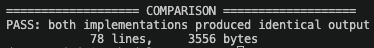 =================== COMPARISON ===================
PASS: both implementations produced identical output
78 lines, 3556 bytes